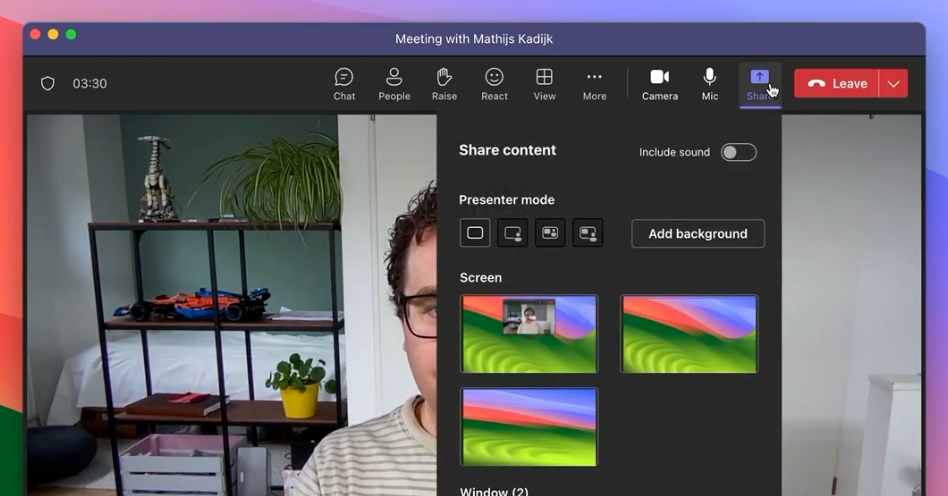 Meeting with Mathijs Kadijk
03:30
Chat People Raise React View More Camera Mic Share Leave
Share content
Include sound
Presenter mode
Add background
Screen
Window (2)